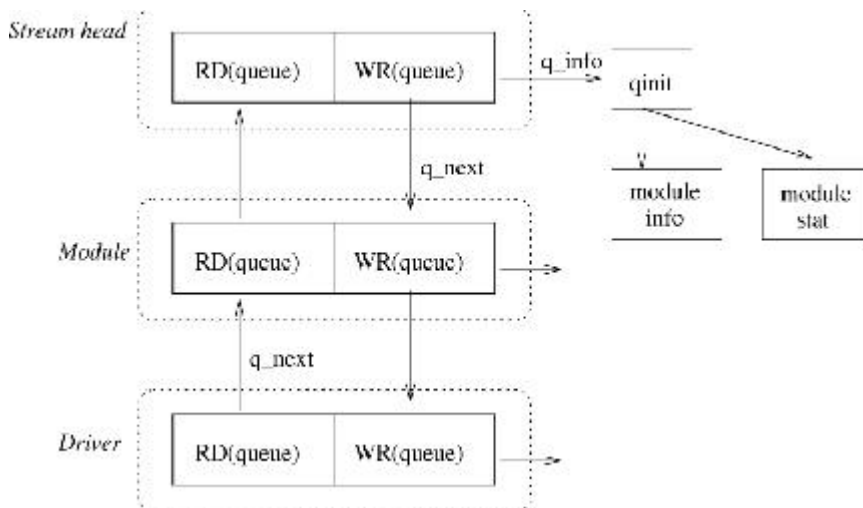 Stream head
RD(queue) WR(queue)
q_info
qinit
q_next
module
info
module
stat
Module
RD(queue) WR(queue)
q_next
Driver
RD(queue) WR(queue)